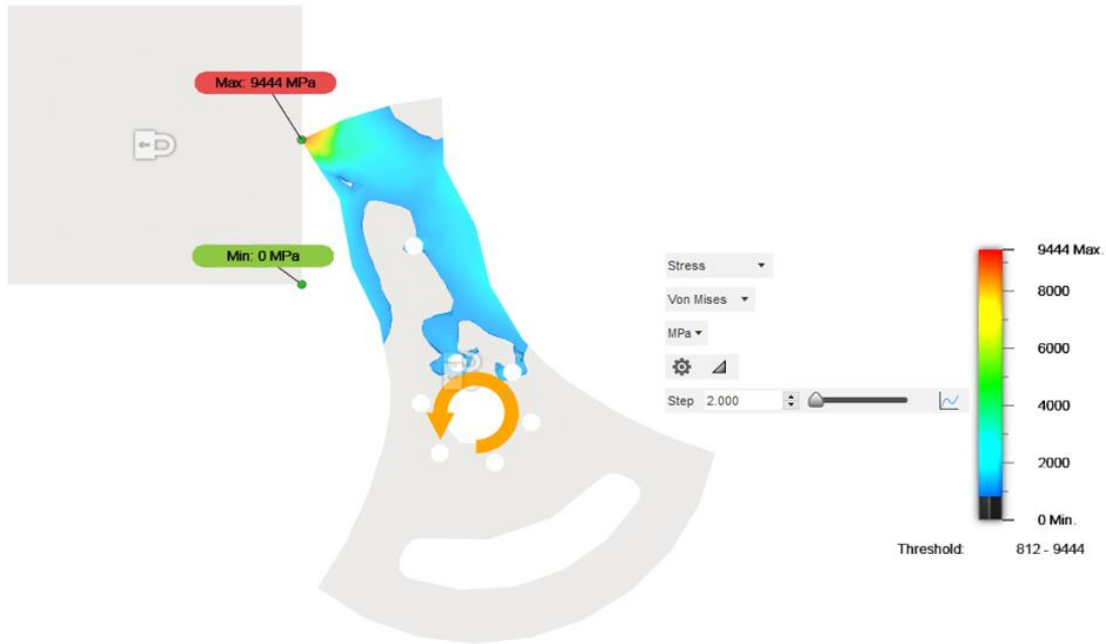 Max: 9444 MPa
Min: 0 MPa
Stress
Von Mises
MPa
Step 2.000
9444 Max.
8000
6000
4000
2000
0 Min.
Threshold: 812 - 9444